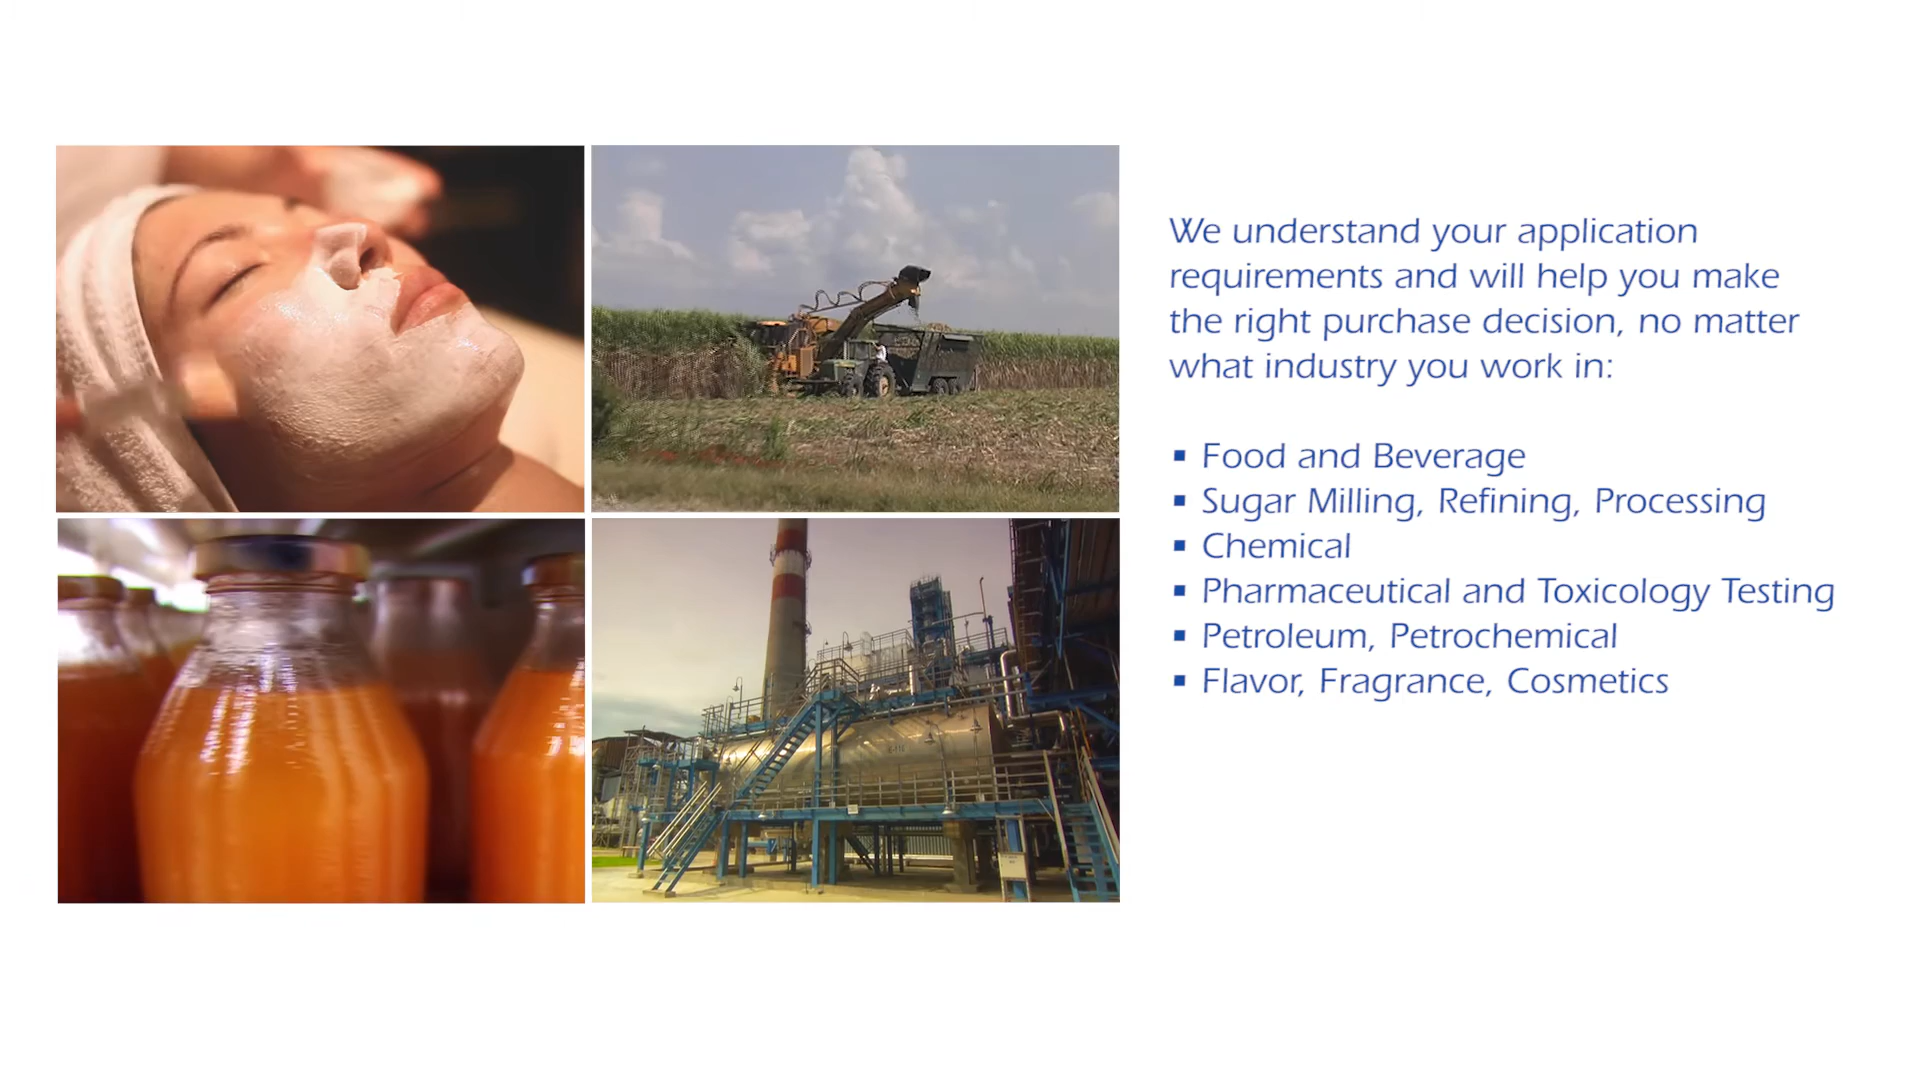 We understand your application
requirements and will help you make
the right purchase decision, no matter
what industry you work in:
▪ Food and Beverage
▪ Sugar Milling, Refining, Processing
▪ Chemical
▪ Pharmaceutical and Toxicology Testing
▪ Petroleum, Petrochemical
▪ Flavor, Fragrance, Cosmetics